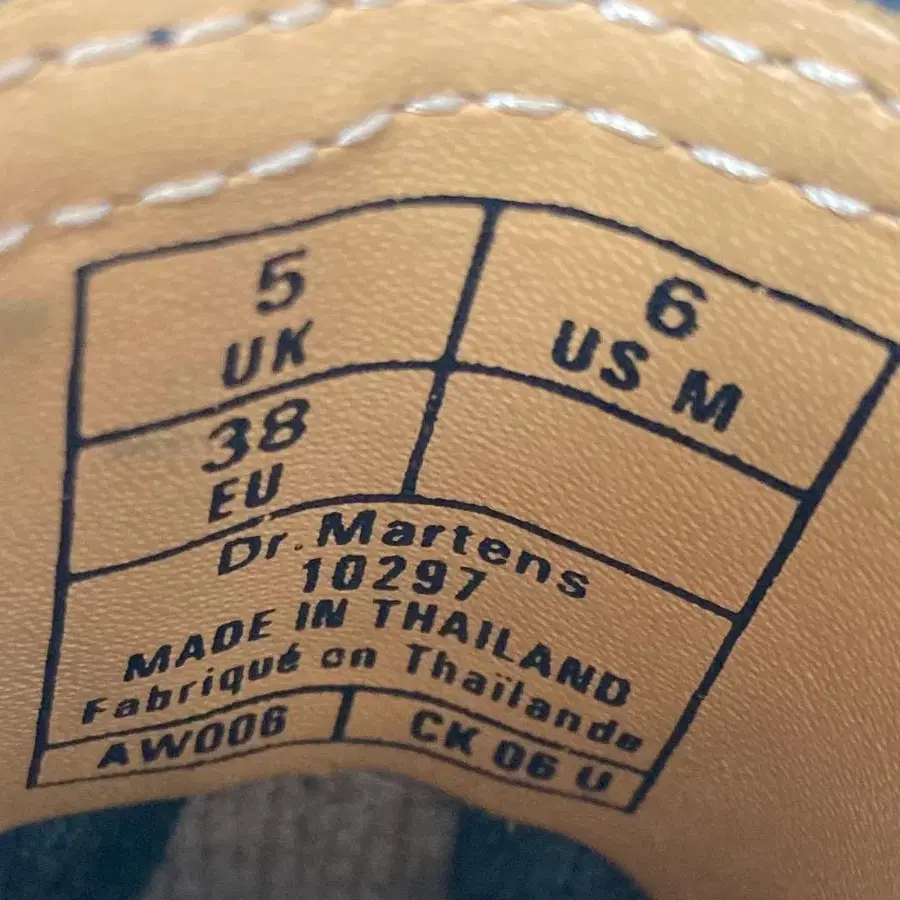 5
UK
6
US M
38
EU
Dr. Martens
10297
MADE IN THAILAND
Fabriqué en Thaïlande
AW006
CK 06 U